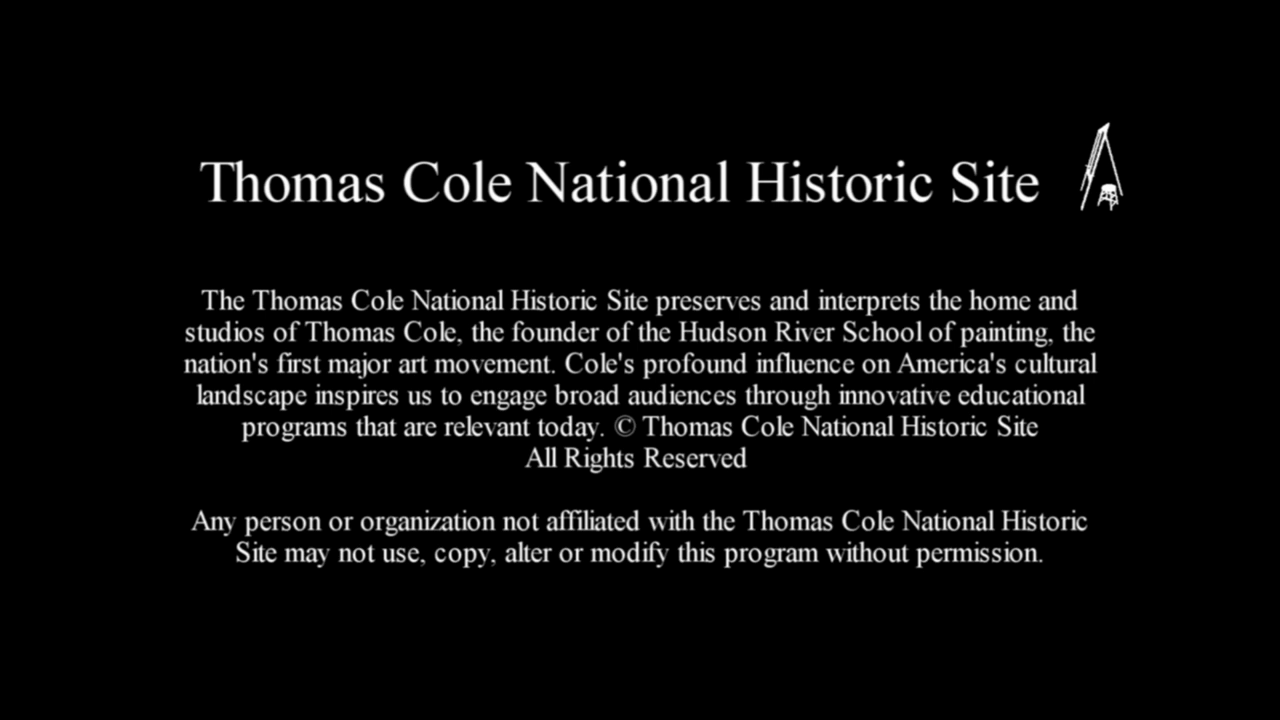 Thomas Cole National Historic Site
The Thomas Cole National Historic Site preserves and interprets the home and
studios of Thomas Cole, the founder of the Hudson River School of painting, the
nation's first major art movement. Cole's profound influence on America's cultural
landscape inspires us to engage broad audiences through innovative educational
programs that are relevant today. © Thomas Cole National Historic Site
All Rights Reserved
Any person or organization not affiliated with the Thomas Cole National Historic
Site may not use, copy, alter or modify this program without permission.